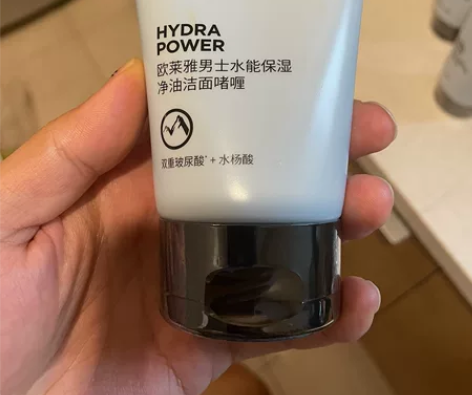 HYDRA
POWER
欧莱雅男士水能保湿
净油洁面啫喱
双重玻尿酸*+水杨酸